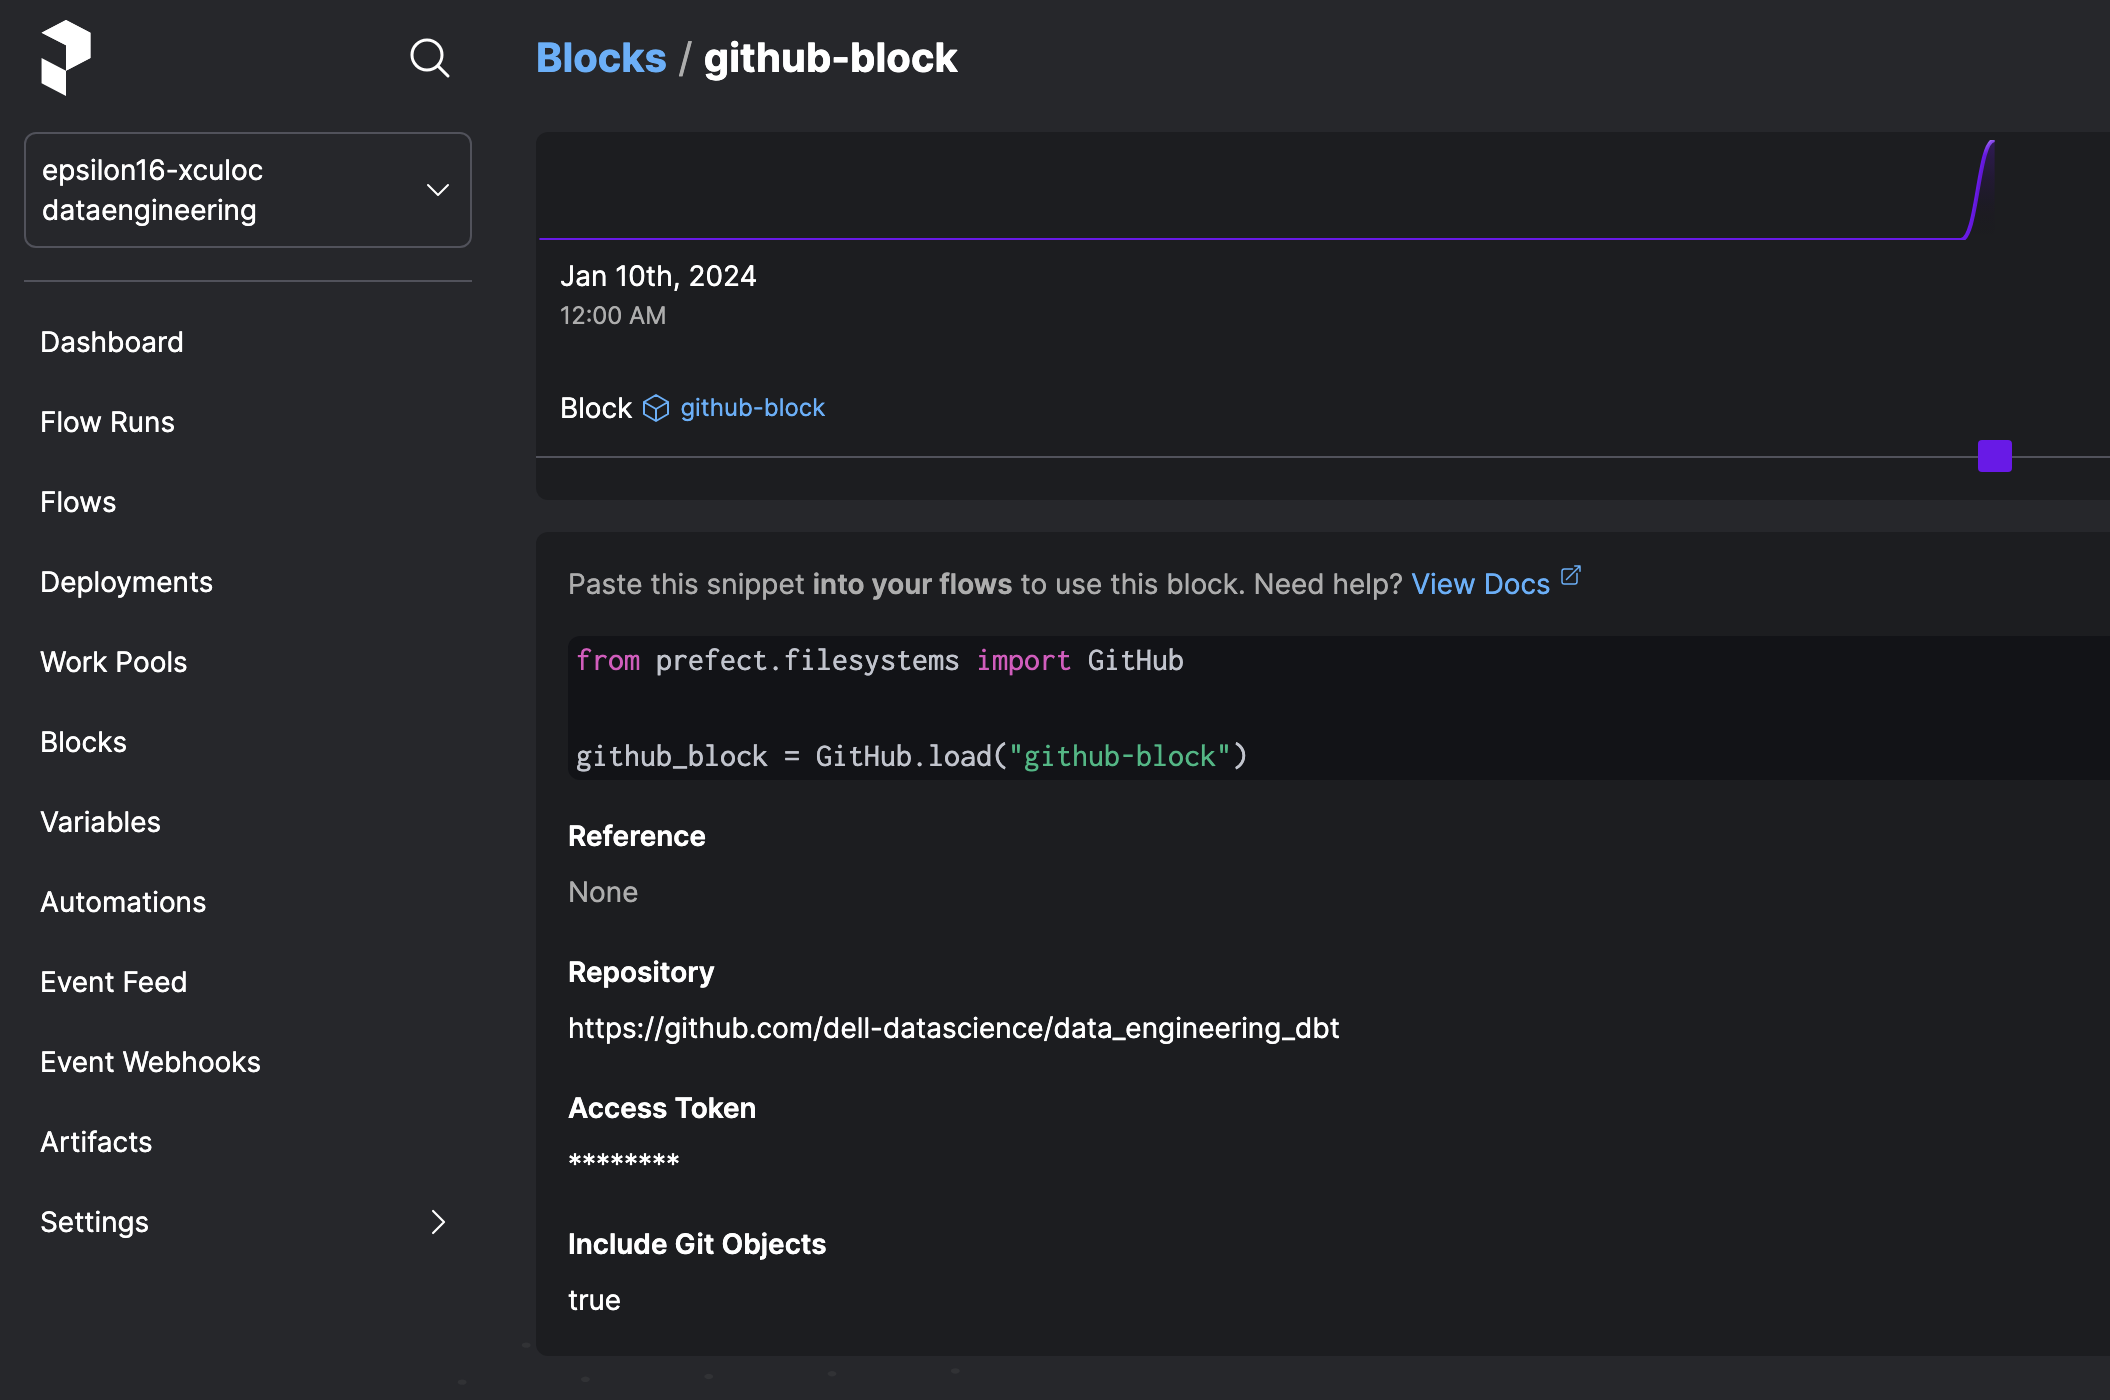 Blocks / github-block
epsilon16-xculoc
dataengineering
Dashboard
Flow Runs
Flows
Deployments
Work Pools
Blocks
Variables
Automations
Event Feed
Event Webhooks
Artifacts
Settings
Jan 10th, 2024
12:00 AM
Block github-block
Paste this snippet into your flows to use this block. Need help? View Docs
from prefect.filesystems import GitHub
github_block = GitHub.load("github-block")
Reference
None
Repository
https://github.com/dell-datascience/data_engineering_dbt
Access Token
********
Include Git Objects
true